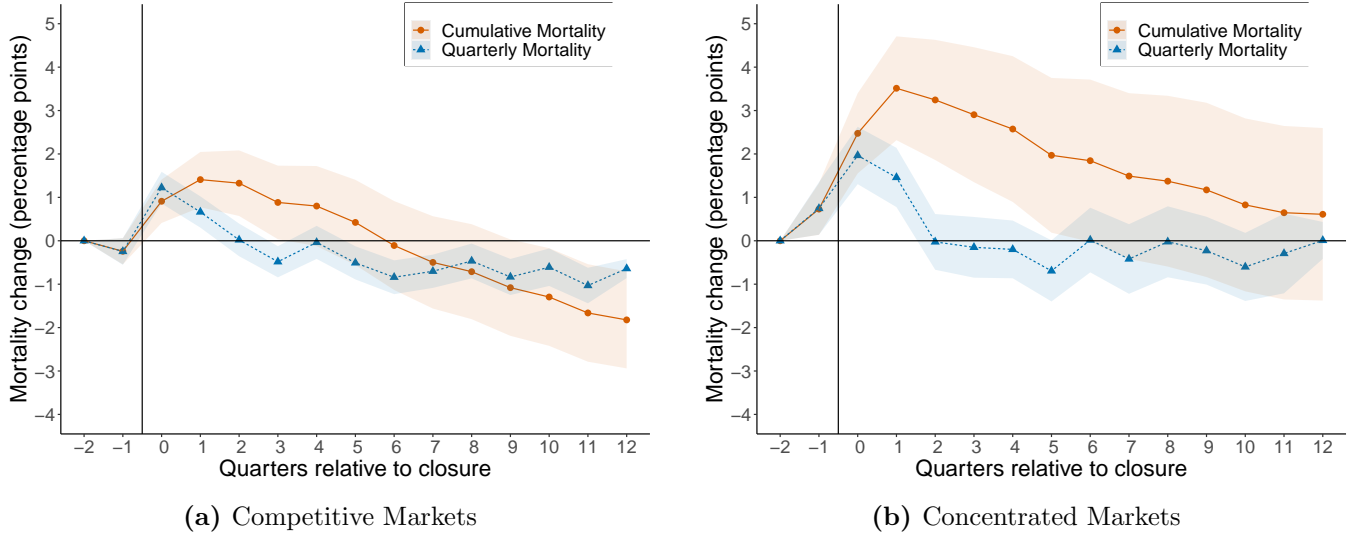 Mortality change (percentage points)
5
4
3
2
1
0
−1
−2
−3
−4
Cumulative Mortality
Quarterly Mortality
−2 −1 0 1 2 3 4 5 6 7 8 9 10 11 12
Quarters relative to closure
(a) Competitive Markets
Mortality change (percentage points)
5
4
3
2
1
0
−1
−2
−3
−4
Cumulative Mortality
Quarterly Mortality
−2 −1 0 1 2 3 4 5 6 7 8 9 10 11 12
Quarters relative to closure
(b) Concentrated Markets